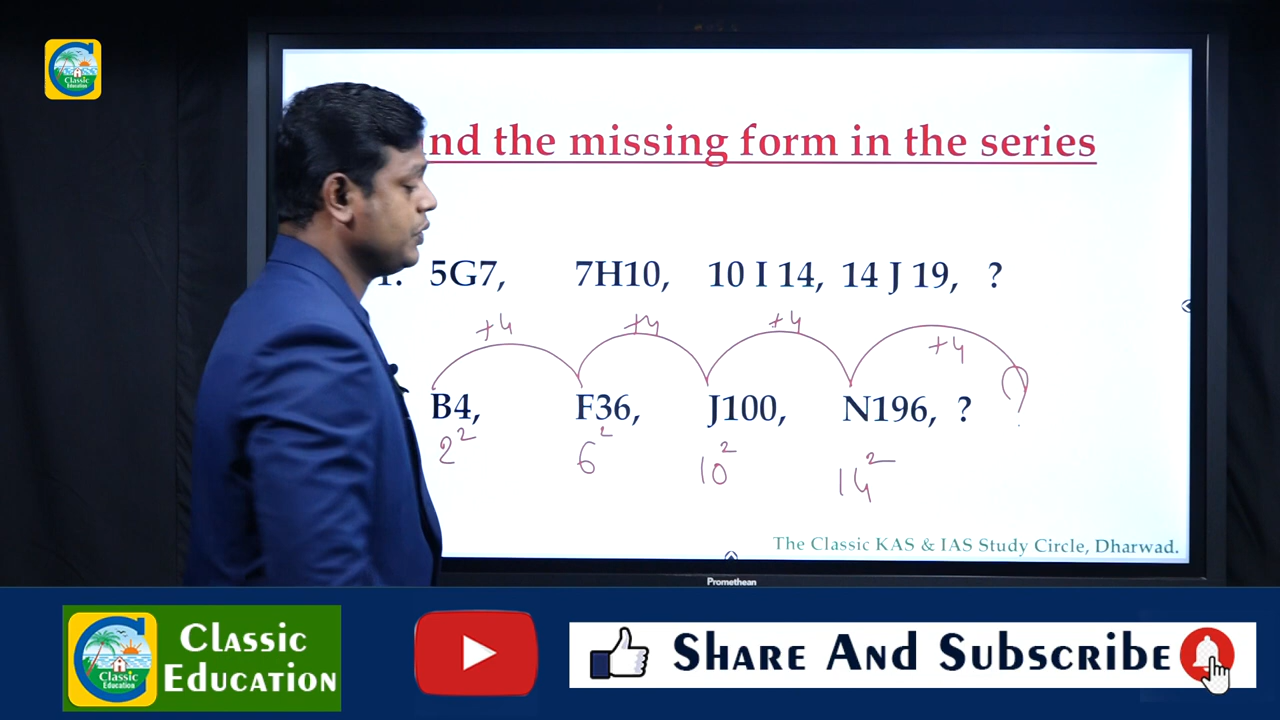 Classic
Education
nd the missing form in the series
1. 5G7, 7H10, 10 I 14, 14 J 19, ?
+4 +4 +4 +4
B4, F36, J100, N196, ? ?
2² 6² 10² 14²
The Classic KAS & IAS Study Circle, Dharwad.
Promethean
Classic
Education
Classic
Education
Share And Subscribe